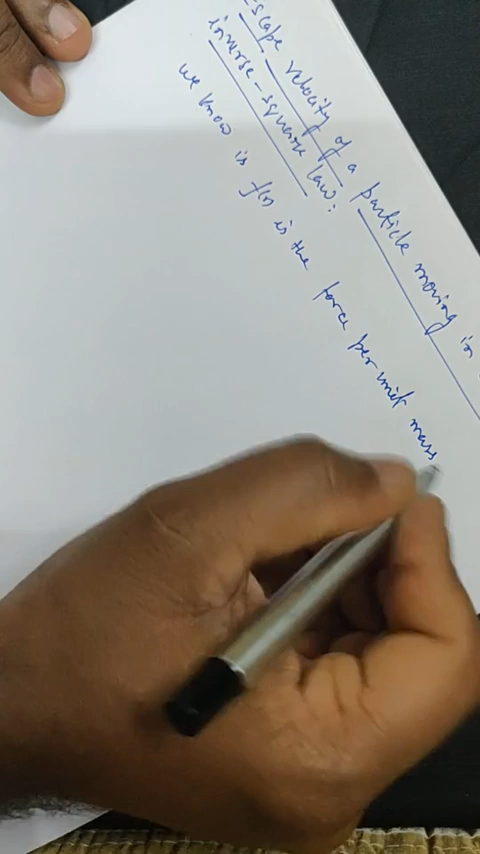 escape velocity of a particle moving in
inverse-square law:
we know is f(r) is the force per unit mass